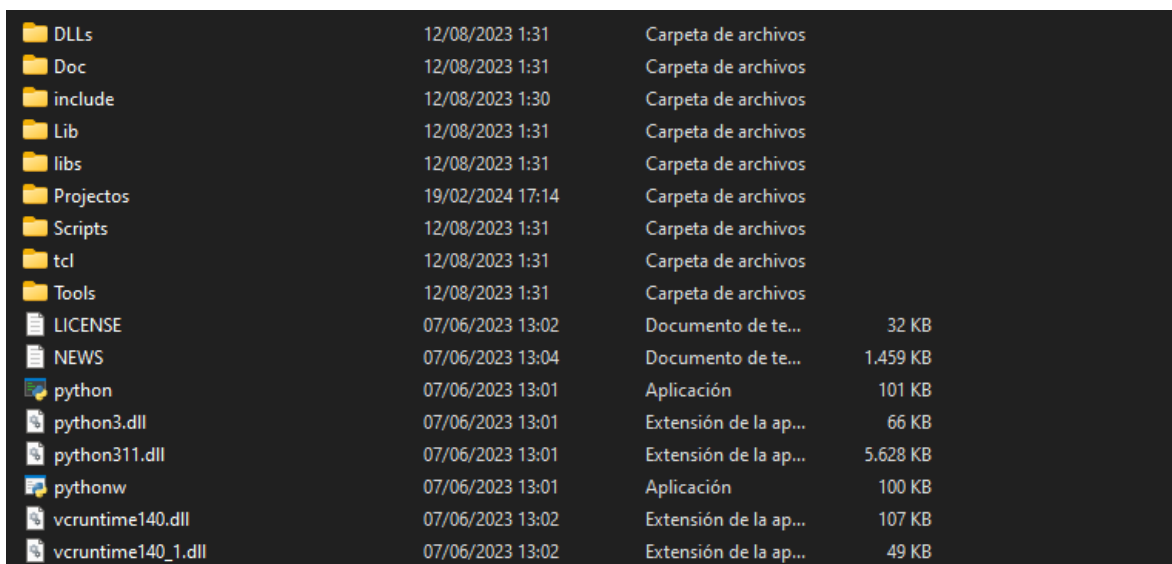 DLLs 12/08/2023 1:31 Carpeta de archivos
Doc 12/08/2023 1:31 Carpeta de archivos
include 12/08/2023 1:30 Carpeta de archivos
Lib 12/08/2023 1:31 Carpeta de archivos
libs 12/08/2023 1:31 Carpeta de archivos
Projectos 19/02/2024 17:14 Carpeta de archivos
Scripts 12/08/2023 1:31 Carpeta de archivos
tcl 12/08/2023 1:31 Carpeta de archivos
Tools 12/08/2023 1:31 Carpeta de archivos
LICENSE 07/06/2023 13:02 Documento de te... 32 KB
NEWS 07/06/2023 13:04 Documento de te... 1.459 KB
python 07/06/2023 13:01 Aplicación 101 KB
python3.dll 07/06/2023 13:01 Extensión de la ap... 66 KB
python311.dll 07/06/2023 13:01 Extensión de la ap... 5.628 KB
pythonw 07/06/2023 13:01 Aplicación 100 KB
vcruntime140.dll 07/06/2023 13:02 Extensión de la ap... 107 KB
vcruntime140_1.dll 07/06/2023 13:02 Extensión de la ap... 49 KB